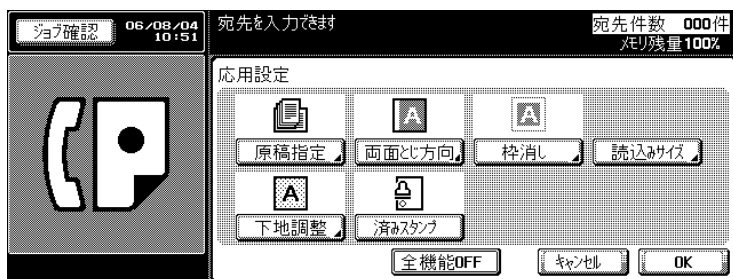 ジョブ確認
06/08/04
10:51
宛先を入力できます
宛先件数 000件
メモリ残量100%
応用設定
A
A
原稿指定
両面とじ方向
枠消し
読込みサイズ
A
下地調整
済みスタンプ
全機能OFF
キャンセル
OK